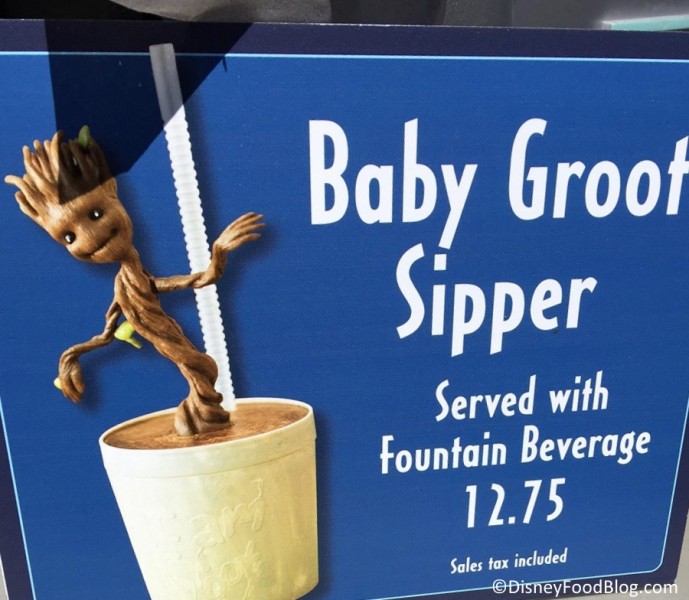 Baby Groot
Sipper
Served with
Fountain Beverage
12.75
Sales tax included
©DisneyFoodBlog.com